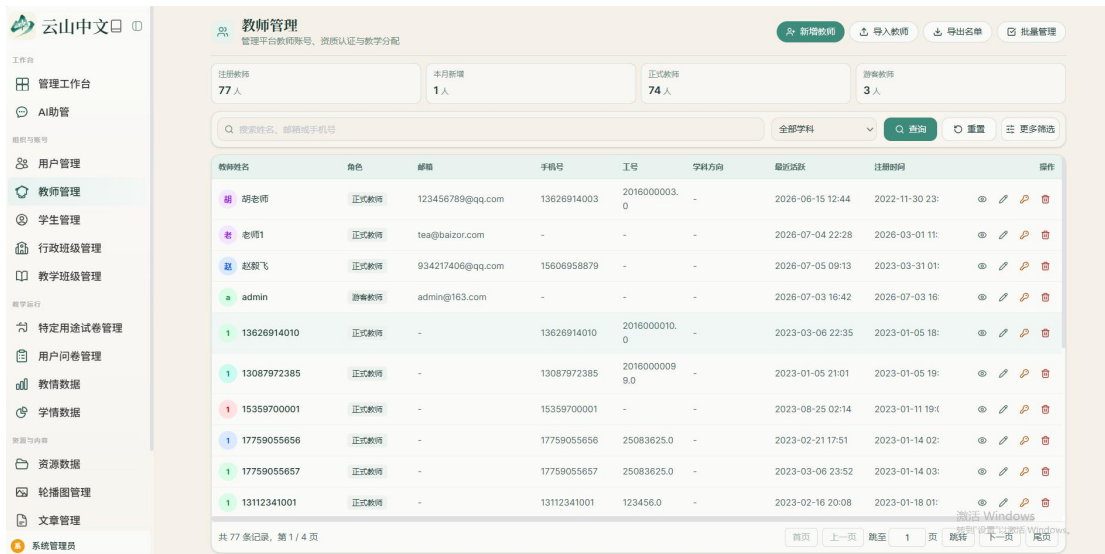 云山中文
工作台
管理工作台
AI助管
组织与账号
用户管理
教师管理
学生管理
行政班级管理
教学班级管理
教学运行
特定用途试卷管理
用户问卷管理
教情数据
学情数据
资源与内容
资源数据
轮播图管理
文章管理
系 系统管理员
教师管理
管理平台教师账号、资质认证与教学分配
新增教师 导入教师 导出名单 批量管理
注册教师 本月新增 正式教师 游客教师
77 人 1 人 74 人 3 人
搜索姓名、邮箱或手机号 全部学科 查询 重置 更多筛选
教师姓名 角色 邮箱 手机号 工号 学科方向 最近活跃 注册时间 操作
胡 胡老师 正式教师 123456789@qq.com 13626914003 2016000003.0 - 2026-06-15 12:44 2022-11-30 23:
老 老师1 正式教师 tea@baizor.com - - - 2026-07-04 22:28 2026-03-01 11:
赵 赵毅飞 正式教师 934217406@qq.com 15606958879 - - 2026-07-05 09:13 2023-03-31 01:
a admin 游客教师 admin@163.com - - - 2026-07-03 16:42 2026-07-03 16:
1 13626914010 正式教师 - 13626914010 2016000010.0 - 2023-03-06 22:35 2023-01-05 18:
1 13087972385 正式教师 - 13087972385 20160000099.0 - 2023-01-05 21:01 2023-01-05 19:
1 15359700001 正式教师 - 15359700001 - - 2023-08-25 02:14 2023-01-11 19:
1 17759055656 正式教师 - 17759055656 25083625.0 - 2023-02-21 17:51 2023-01-14 02:
1 17759055657 正式教师 - 17759055657 25083625.0 - 2023-03-06 23:52 2023-01-14 03:
1 13112341001 正式教师 - 13112341001 123456.0 - 2023-02-16 20:08 2023-01-18 01:
激活 Windows
转到"设置"以激活 Windows。
共 77 条记录，第 1 / 4 页 首页 上一页 跳至 1 页 跳转 下一页 尾页